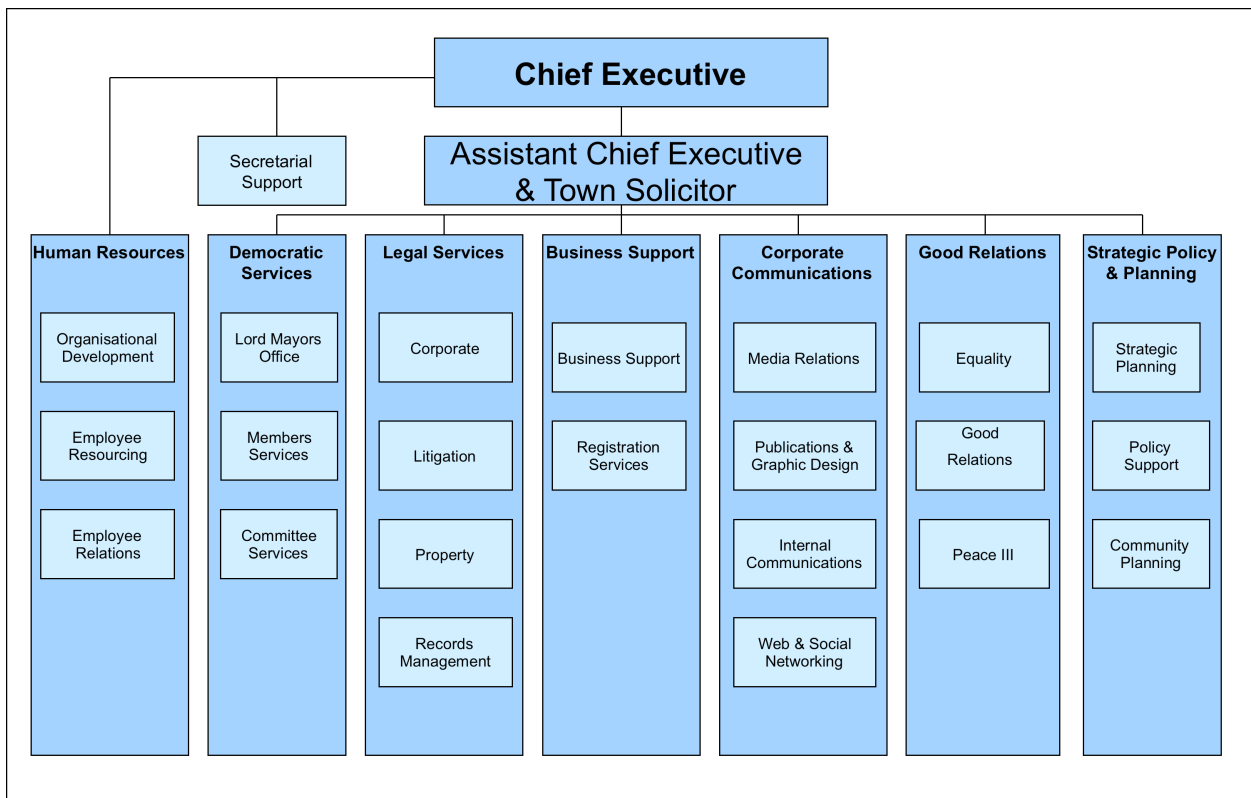 Chief Executive
Secretarial
Support
Assistant Chief Executive
& Town Solicitor
Human Resources
Organisational
Development
Employee
Resourcing
Employee
Relations
Democratic
Services
Lord Mayors
Office
Members
Services
Committee
Services
Legal Services
Corporate
Litigation
Property
Records
Management
Business Support
Business Support
Registration
Services
Corporate
Communications
Media Relations
Publications &
Graphic Design
Internal
Communications
Web & Social
Networking
Good Relations
Equality
Good
Relations
Peace III
Strategic Policy
& Planning
Strategic
Planning
Policy
Support
Community
Planning